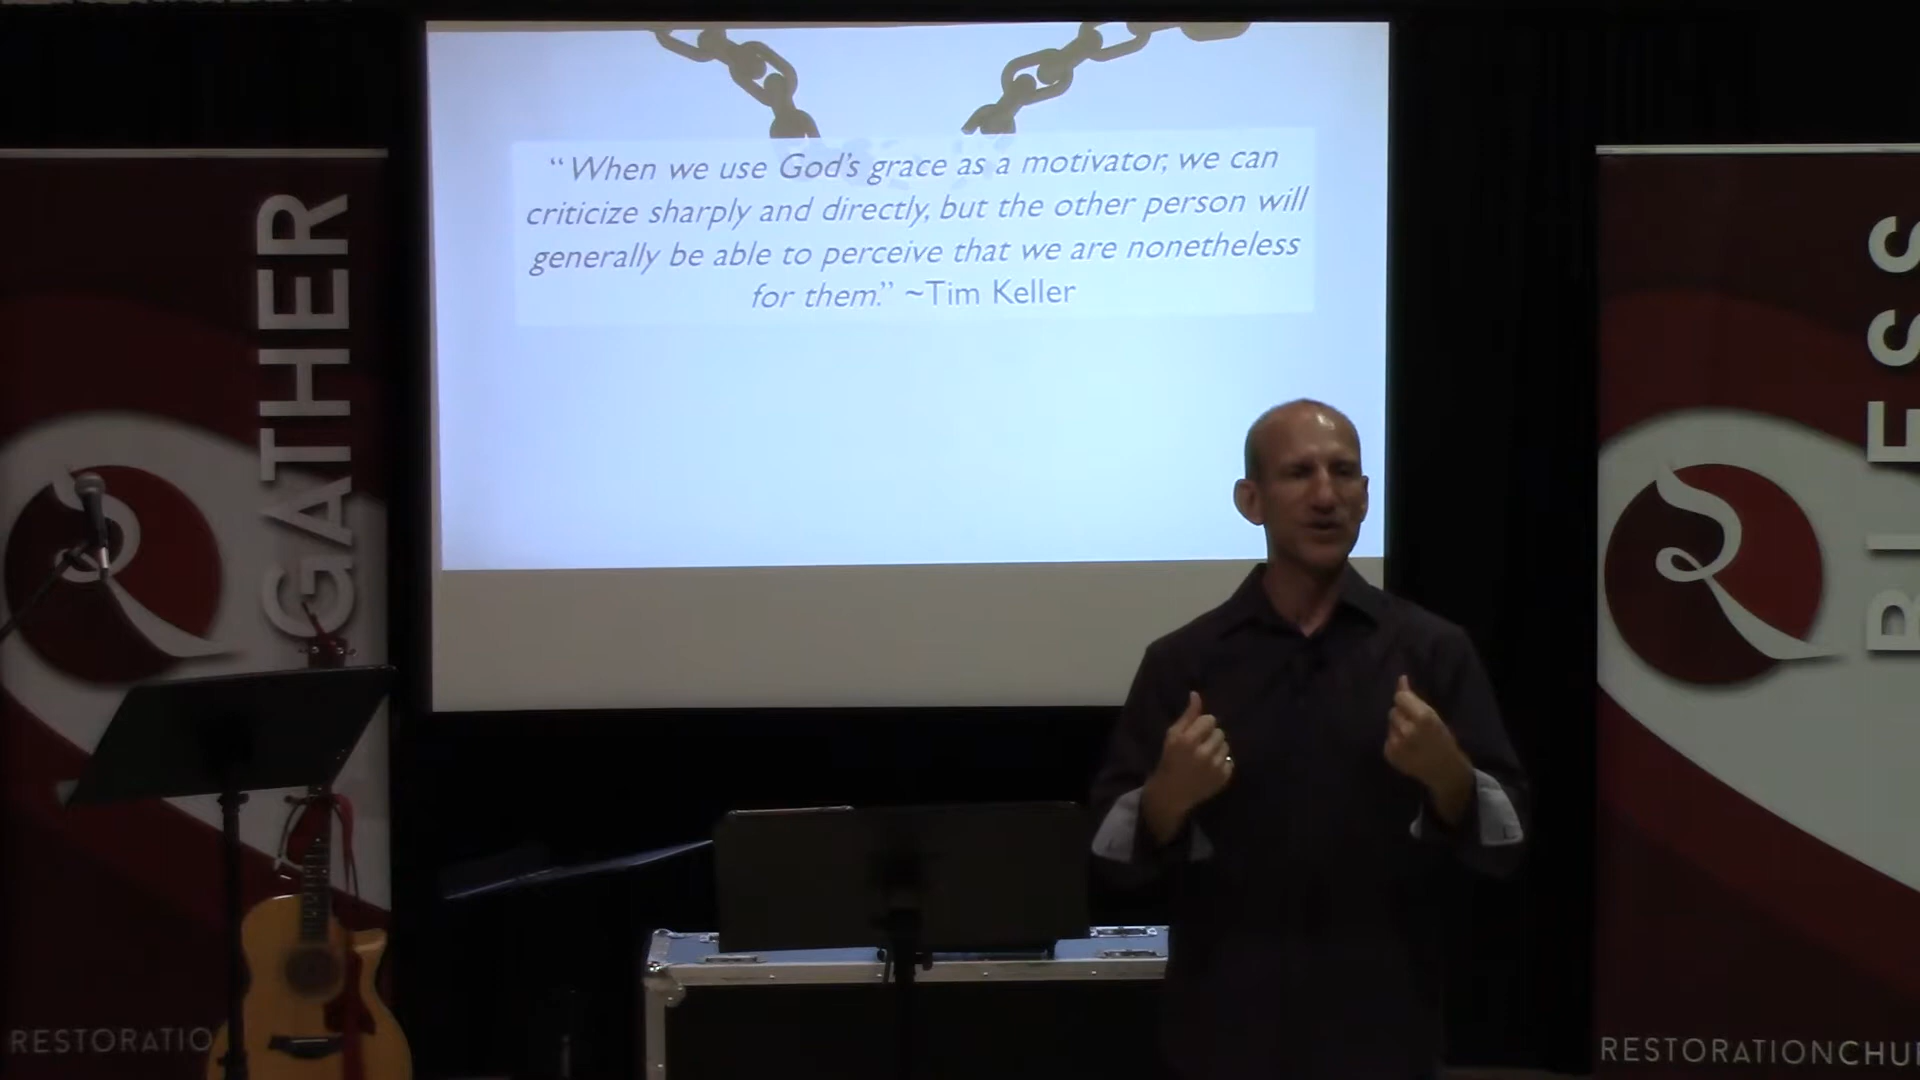 “When we use God’s grace as a motivator, we can
criticize sharply and directly, but the other person will
generally be able to perceive that we are nonetheless
for them.” ~Tim Keller
GATHER
BLESS
RESTORATIO
RESTORATIONCHU